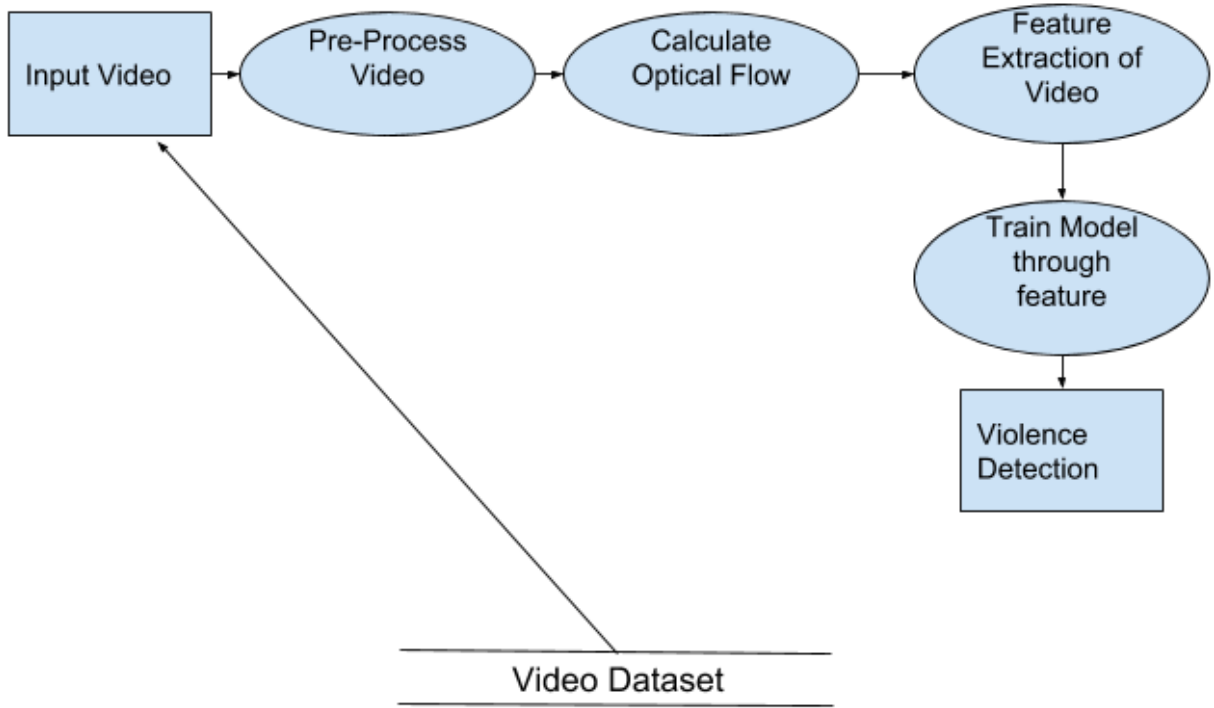 Input Video
Pre-Process
Video
Calculate
Optical Flow
Feature
Extraction of
Video
Train Model
through
feature
Violence
Detection
Video Dataset